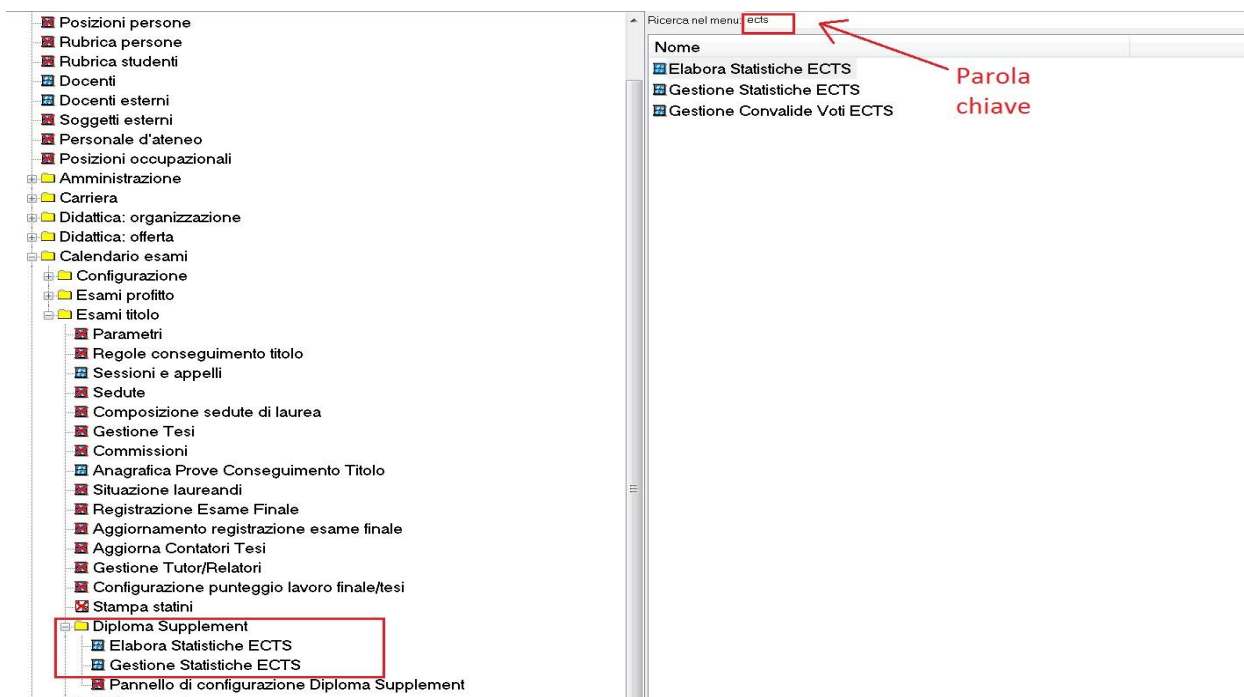 Posizioni persone
Rubrica persone
Rubrica studenti
Docenti
Docenti esterni
Soggetti esterni
Personale d'ateneo
Posizioni occupazionali
Amministrazione
Carriera
Didattica: organizzazione
Didattica: offerta
Calendario esami
Configurazione
Esami profitto
Esami titolo
Parametri
Regole conseguimento titolo
Sessioni e appelli
Sedute
Composizione sedute di laurea
Gestione Tesi
Commissioni
Anagrafica Prove Conseguimento Titolo
Situazione laureandi
Registrazione Esame Finale
Aggiornamento registrazione esame finale
Aggiorna Contatori Tesi
Gestione Tutor/Relatori
Configurazione punteggio lavoro finale/tesi
Stampa statini
Diploma Supplement
Elabora Statistiche ECTS
Gestione Statistiche ECTS
Pannello di configurazione Diploma Supplement
Ricerca nel menu: ects
Nome
Elabora Statistiche ECTS
Gestione Statistiche ECTS
Gestione Convalide Voti ECTS
Parola
chiave